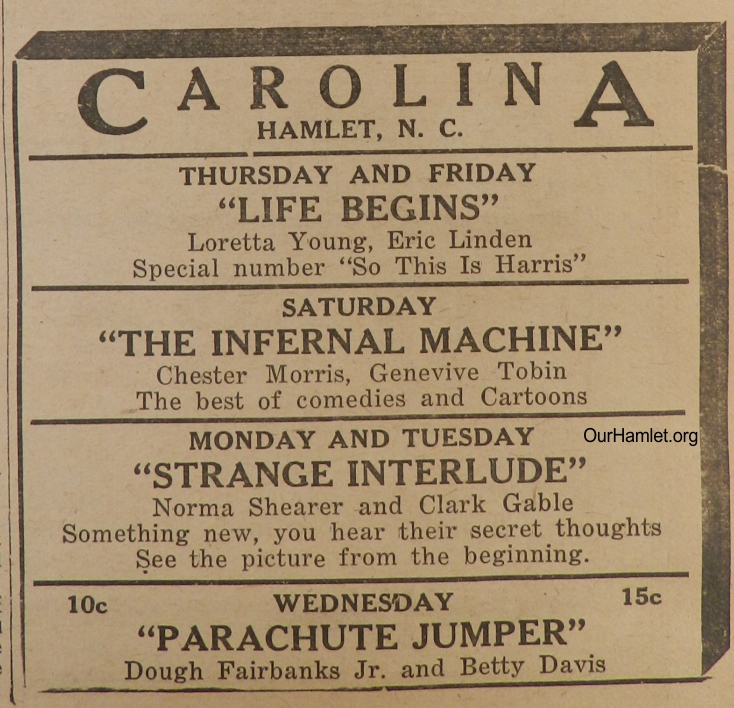 CAROLINA
HAMLET, N. C.
THURSDAY AND FRIDAY
“LIFE BEGINS”
Loretta Young, Eric Linden
Special number “So This Is Harris”
SATURDAY
“THE INFERNAL MACHINE”
Chester Morris, Genevive Tobin
The best of comedies and Cartoons
MONDAY AND TUESDAY
OurHamlet.org
“STRANGE INTERLUDE”
Norma Shearer and Clark Gable
Something new, you hear their secret thoughts
See the picture from the beginning.
10c WEDNESDAY 15c
“PARACHUTE JUMPER”
Dough Fairbanks Jr. and Betty Davis